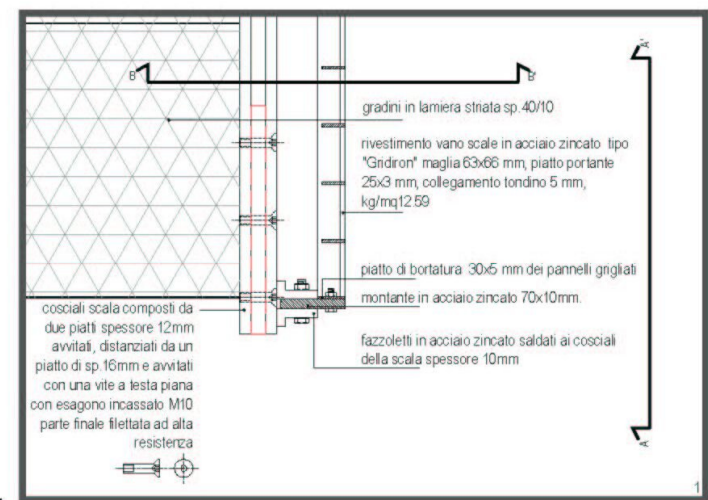 B
B'
A'
gradini in lamiera striata sp.40/10
rivestimento vano scale in acciaio zincato tipo
"Gridiron" maglia 63x66 mm, piatto portante
25x3 mm, collegamento tondino 5 mm,
kg/mq12.59
piatto di bortatura 30x5 mm dei pannelli grigliati
montante in acciaio zincato 70x10mm.
fazzoletti in acciaio zincato saldati ai cosciali
della scala spessore 10mm
cosciali scala composti da
due piatti spessore 12mm
avvitati, distanziati da un
piatto di sp.16mm e avvitati
con una vite a testa piana
con esagono incassato M10
parte finale filettata ad alta
resistenza
A
1